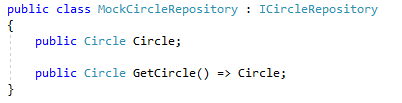 public class MockCircleRepository : ICircleRepository
{
    public Circle Circle;
    public Circle GetCircle() => Circle;
}